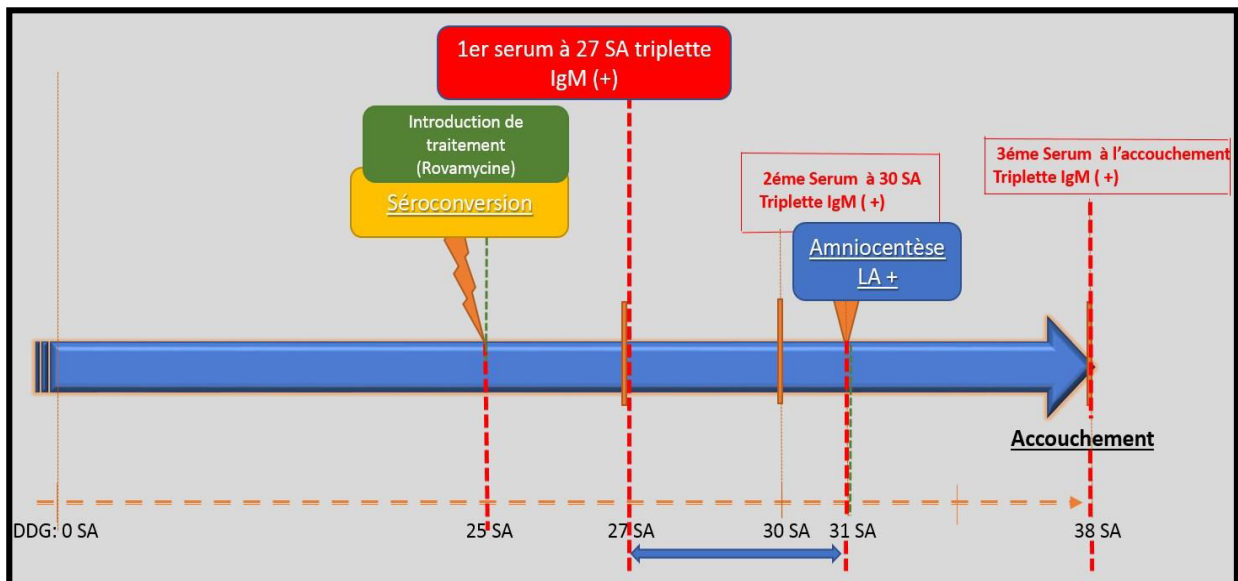 1er serum à 27 SA triplette
IgM (+)
Introduction de
traitement
(Rovamycine)
Séroconversion
2éme Serum à 30 SA
Triplette IgM ( +)
Amniocentèse
LA +
3éme Serum à l’accouchement
Triplette IgM ( +)
Accouchement
DDG: 0 SA
25 SA
27 SA
30 SA
31 SA
38 SA